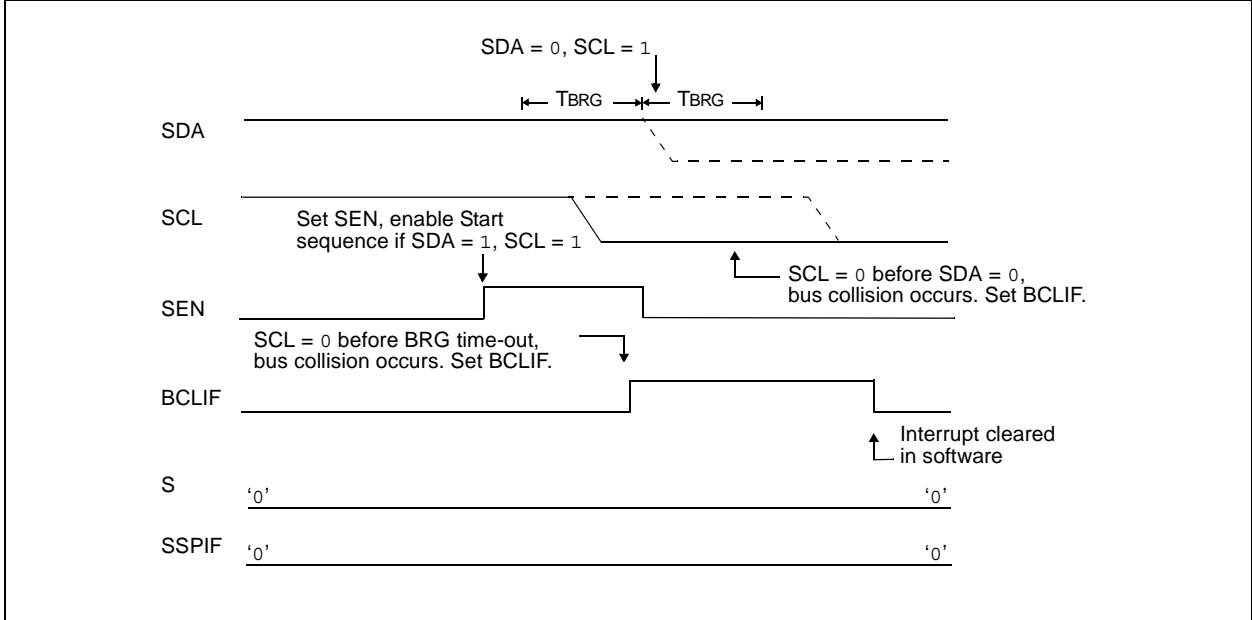 SDA = 0, SCL = 1
TBRG TBRG
SDA
SCL
Set SEN, enable Start
sequence if SDA = 1, SCL = 1
SCL = 0 before SDA = 0,
bus collision occurs. Set BCLIF.
SEN
SCL = 0 before BRG time-out,
bus collision occurs. Set BCLIF.
BCLIF
Interrupt cleared
in software
S
‘0’ ‘0’
SSPIF
‘0’ ‘0’